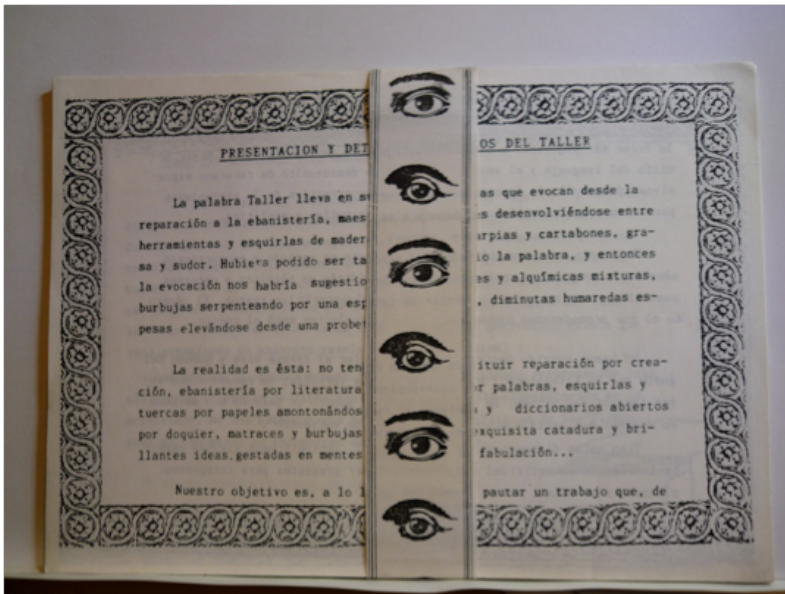 PRESENTACION Y DET OS DEL TALLER
La palabra Taller lleva en su as que evocan desde la
reparación a la ebanistería, maes es desenvolviéndose entre
herramientas y esquirlas de mader arpias y cartabones, gra-
sa y sudor. Hubiera podido ser ta io la palabra, y entonces
la evocación nos habría sugestio es y alquímicas mixturas,
burbujas serpenteando por una esp , diminutas humaredas es-
pesas elevándose desde una probet
La realidad es ésta: no ten ituir reparación por crea-
ción, ebanistería por literatura r palabras, esquirlas y
tuercas por papeles amontonándos y diccionarios abiertos
por doquier, matraces y burbujas exquisita catadura y bri-
llantes ideas gestadas en mentes fabulación...
Nuestro objetivo es, a lo l pautar un trabajo que, de